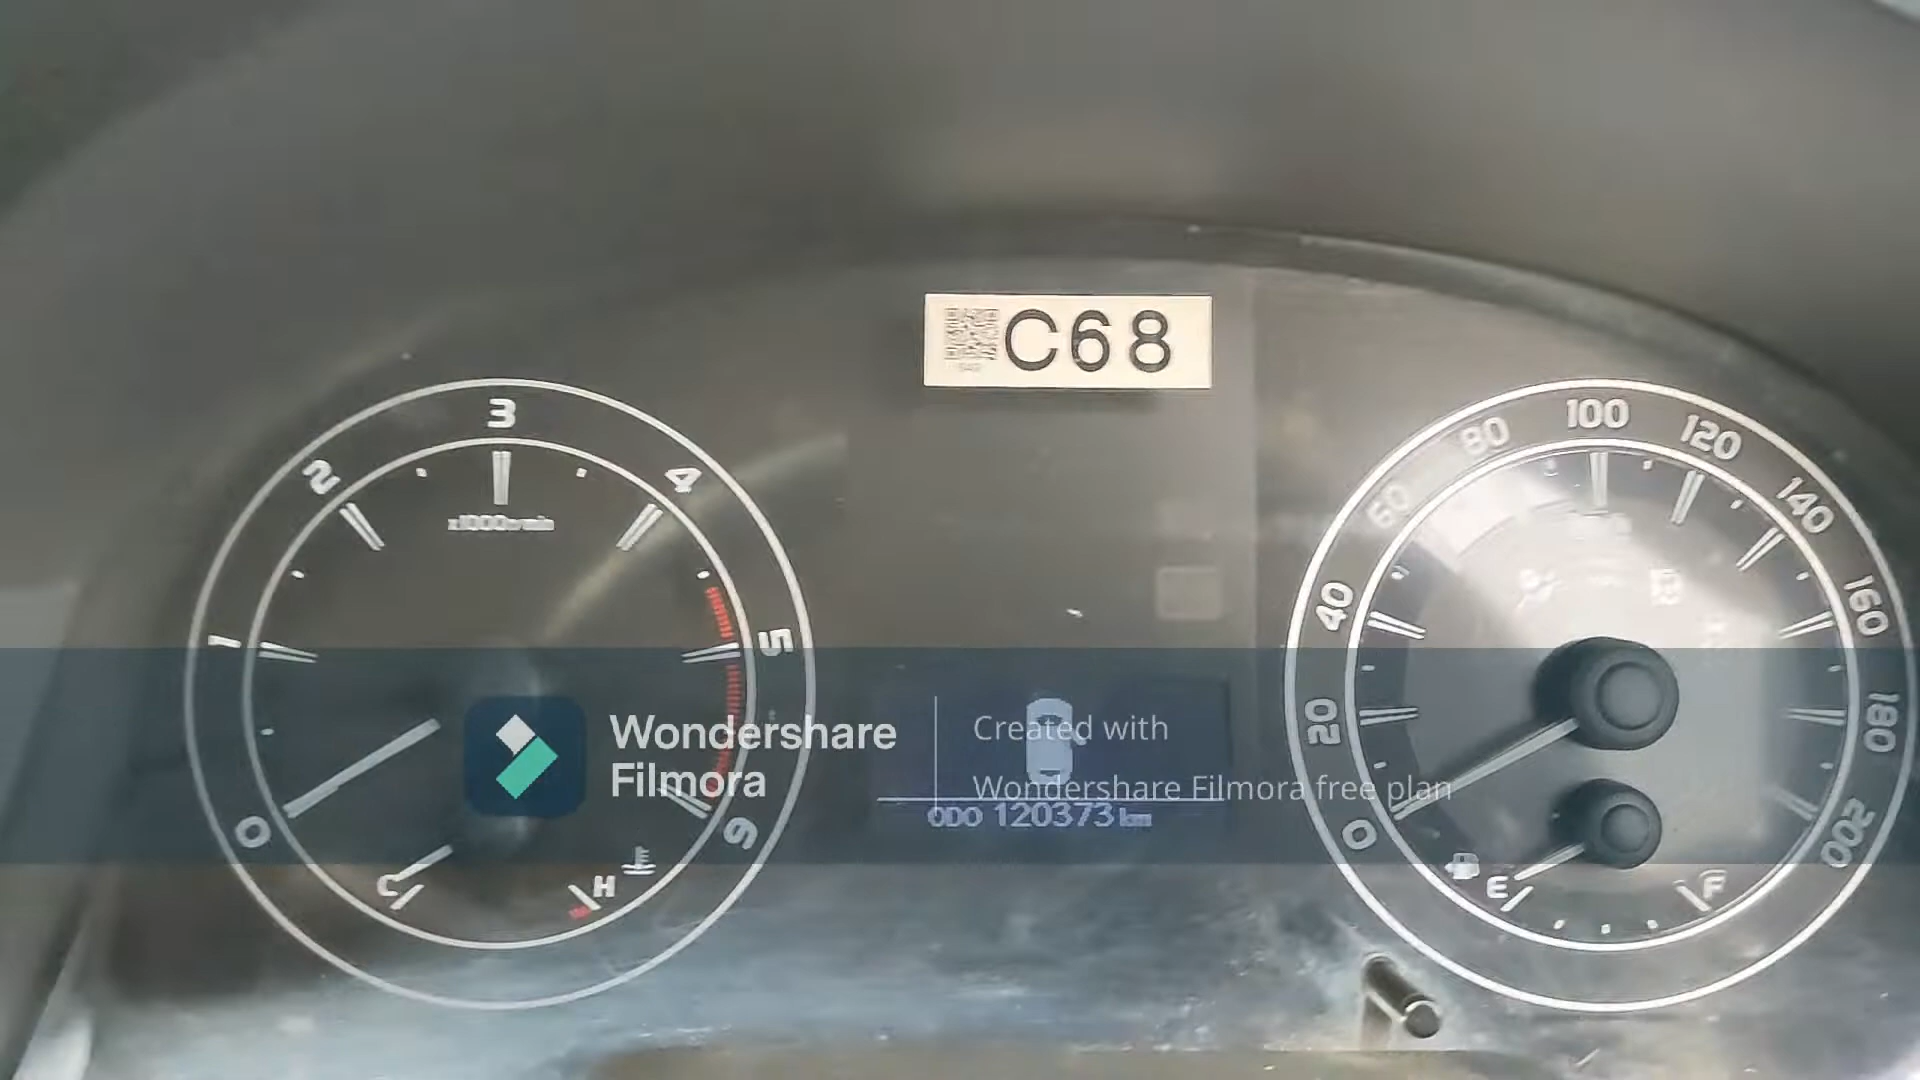 C68
3
2
4
x1000r/min
1
5
0
6
C
H
100
80
120
60
140
40
160
20
180
0
200
E
F
Wondershare
Filmora
Created with
Wondershare Filmora free plan
ODO 120373 km